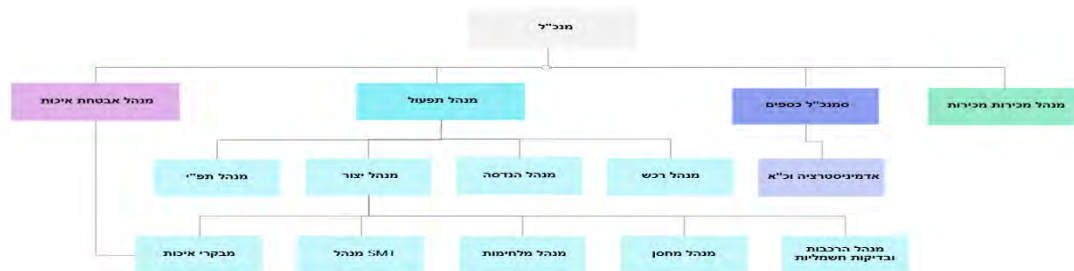 מנכ"ל
מנהל מכירות מכירות
סמנכ"ל כספים
מנהל תפעול
מנהל אבטחת איכות
אדמיניסטרציה וכ"א
מנהל רכש
מנהל הנדסה
מנהל יצור
מנהל תפ"י
מנהל הרכבות
ובדיקות חשמליות
מנהל מחסן
מנהל מלחימות
SMT מנהל
מבקרי איכות